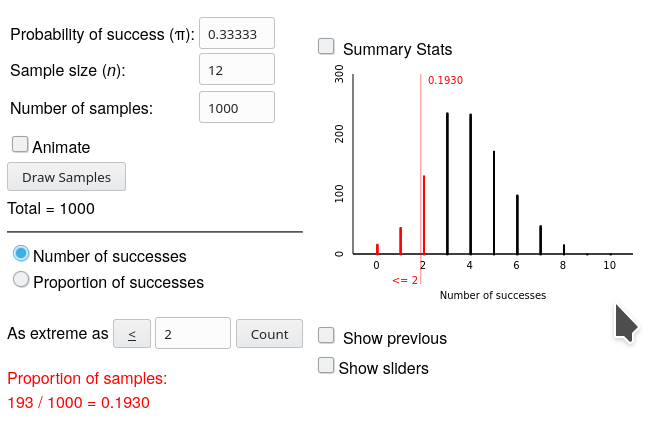 Probability of success (π): 0.33333
Sample size (n): 12
Number of samples: 1000
Animate
Draw Samples
Total = 1000
Number of successes
Proportion of successes
As extreme as < 2 Count
Proportion of samples:
193 / 1000 = 0.1930
Summary Stats
0.1930
300
200
100
0
0 2 4 6 8 10
<= 2
Number of successes
Show previous
Show sliders